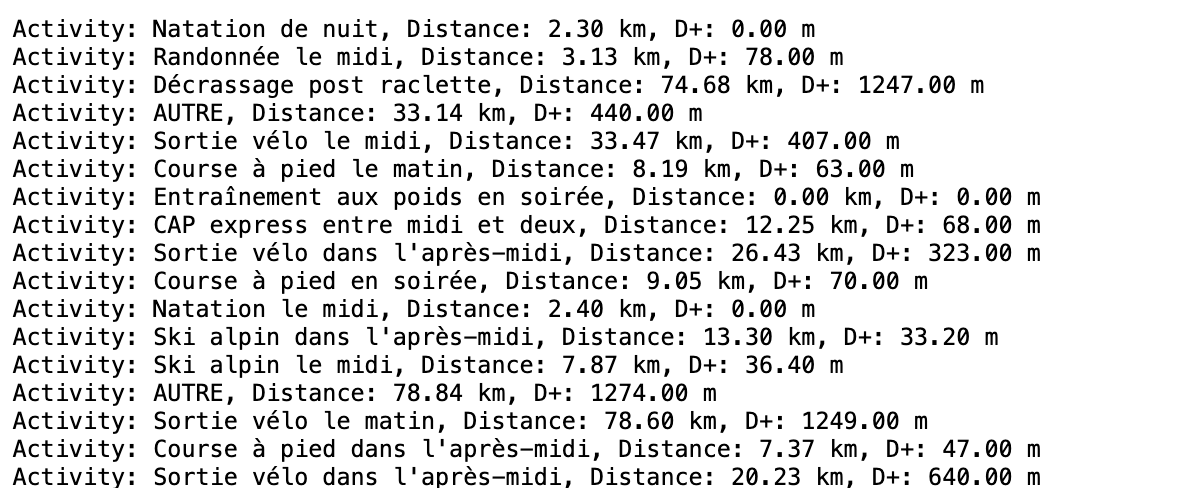 Activity: Natation de nuit, Distance: 2.30 km, D+: 0.00 m
Activity: Randonnée le midi, Distance: 3.13 km, D+: 78.00 m
Activity: Décrassage post raclette, Distance: 74.68 km, D+: 1247.00 m
Activity: AUTRE, Distance: 33.14 km, D+: 440.00 m
Activity: Sortie vélo le midi, Distance: 33.47 km, D+: 407.00 m
Activity: Course à pied le matin, Distance: 8.19 km, D+: 63.00 m
Activity: Entraînement aux poids en soirée, Distance: 0.00 km, D+: 0.00 m
Activity: CAP express entre midi et deux, Distance: 12.25 km, D+: 68.00 m
Activity: Sortie vélo dans l'après-midi, Distance: 26.43 km, D+: 323.00 m
Activity: Course à pied en soirée, Distance: 9.05 km, D+: 70.00 m
Activity: Natation le midi, Distance: 2.40 km, D+: 0.00 m
Activity: Ski alpin dans l'après-midi, Distance: 13.30 km, D+: 33.20 m
Activity: Ski alpin le midi, Distance: 7.87 km, D+: 36.40 m
Activity: AUTRE, Distance: 78.84 km, D+: 1274.00 m
Activity: Sortie vélo le matin, Distance: 78.60 km, D+: 1249.00 m
Activity: Course à pied dans l'après-midi, Distance: 7.37 km, D+: 47.00 m
Activity: Sortie vélo dans l'après-midi, Distance: 20.23 km, D+: 640.00 m